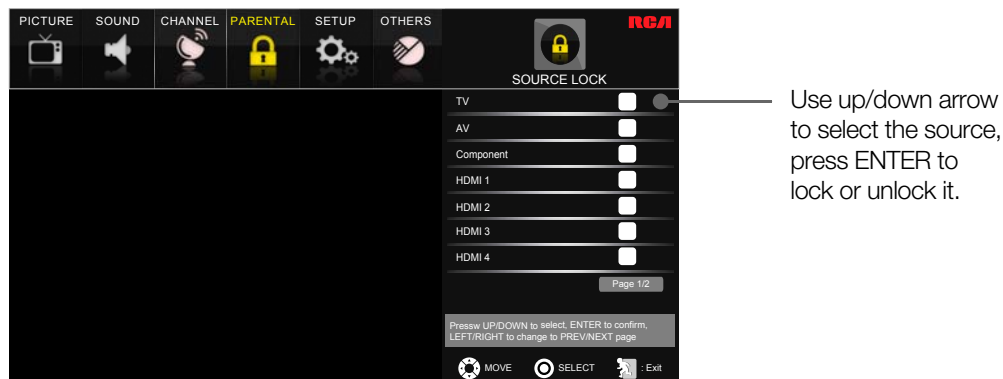 PICTURE SOUND CHANNEL PARENTAL SETUP OTHERS
RCA
SOURCE LOCK
TV
AV
Component
HDMI 1
HDMI 2
HDMI 3
HDMI 4
Page 1/2
Pressw UP/DOWN to select, ENTER to confirm,
LEFT/RIGHT to change to PREV/NEXT page
MOVE SELECT : Exit
Use up/down arrow
to select the source,
press ENTER to
lock or unlock it.